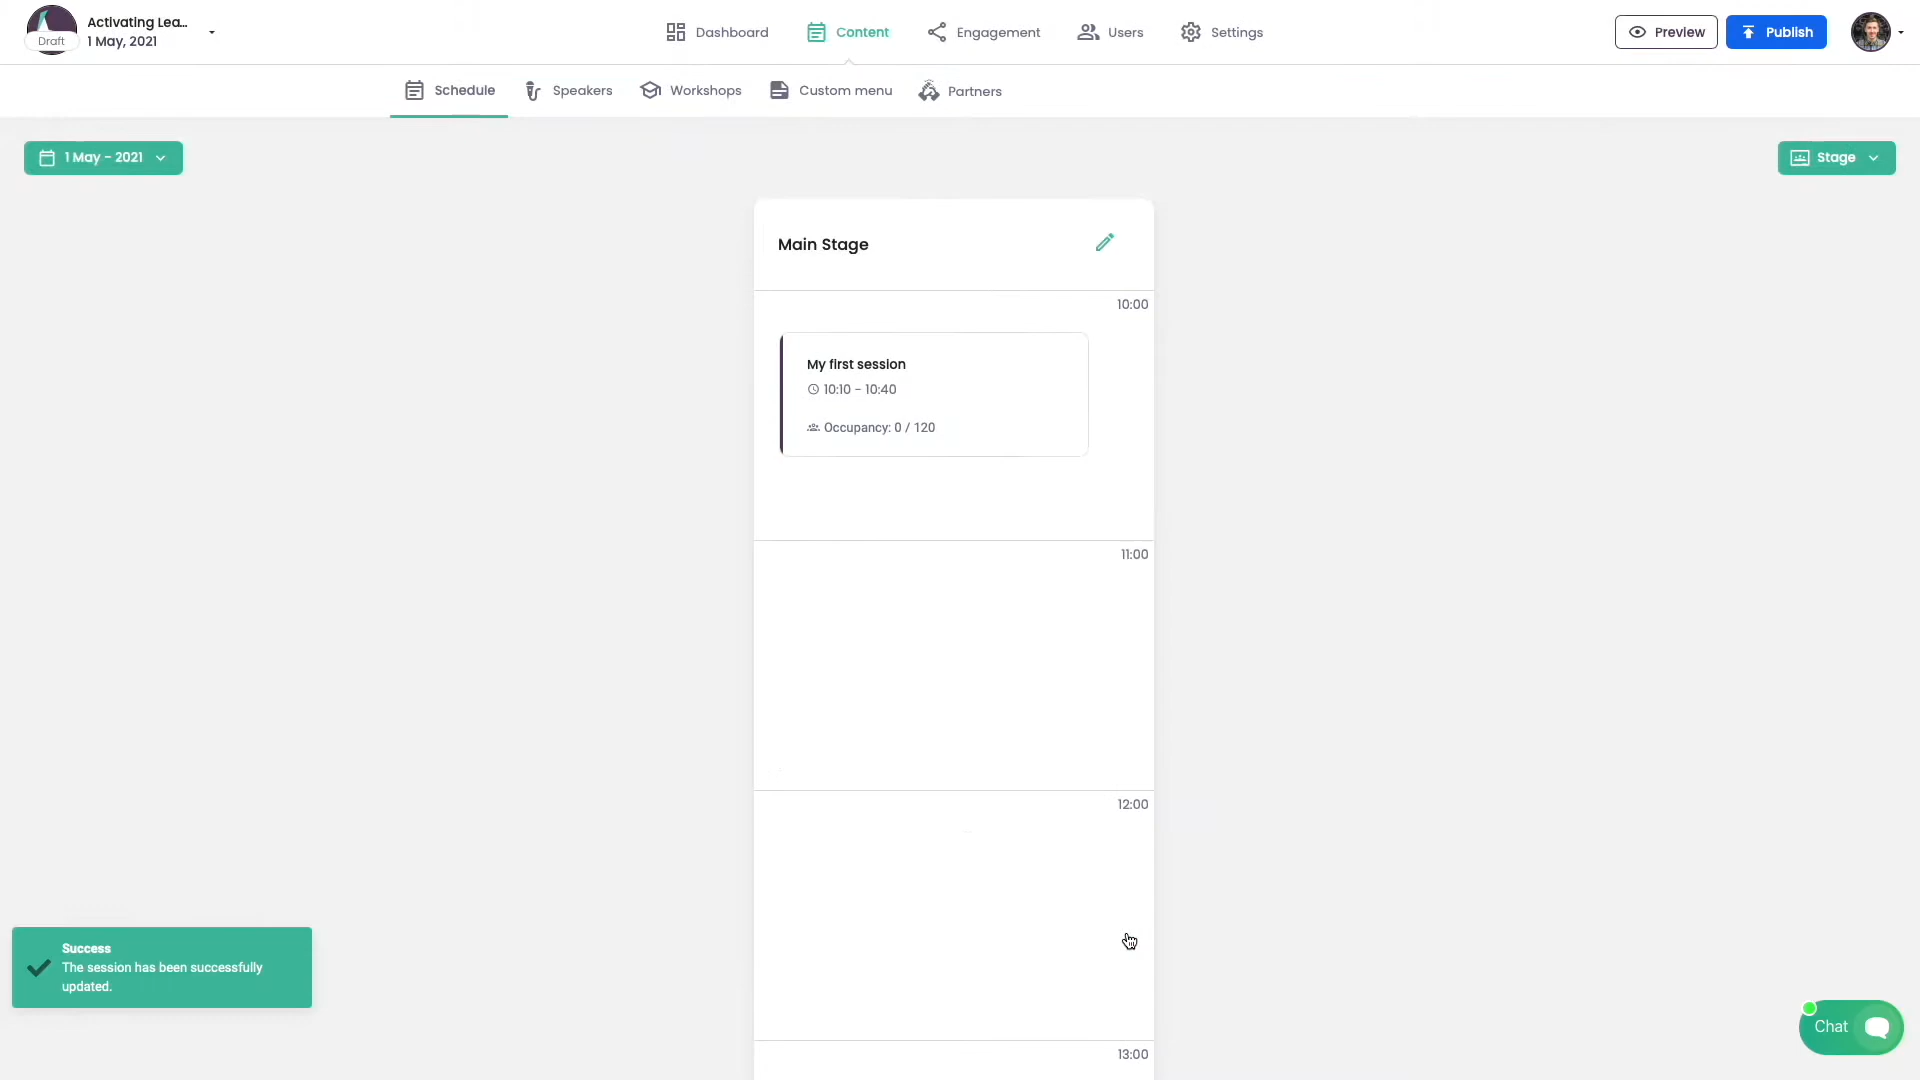 Activating Lea...
Draft
1 May, 2021
Dashboard
Content
Engagement
Users
Settings
Preview
Publish
Schedule
Speakers
Workshops
Custom menu
Partners
1 May - 2021
Stage
Main Stage
10:00
My first session
10:10 - 10:40
Occupancy: 0 / 120
11:00
12:00
Success
The session has been successfully
updated.
Chat
13:00